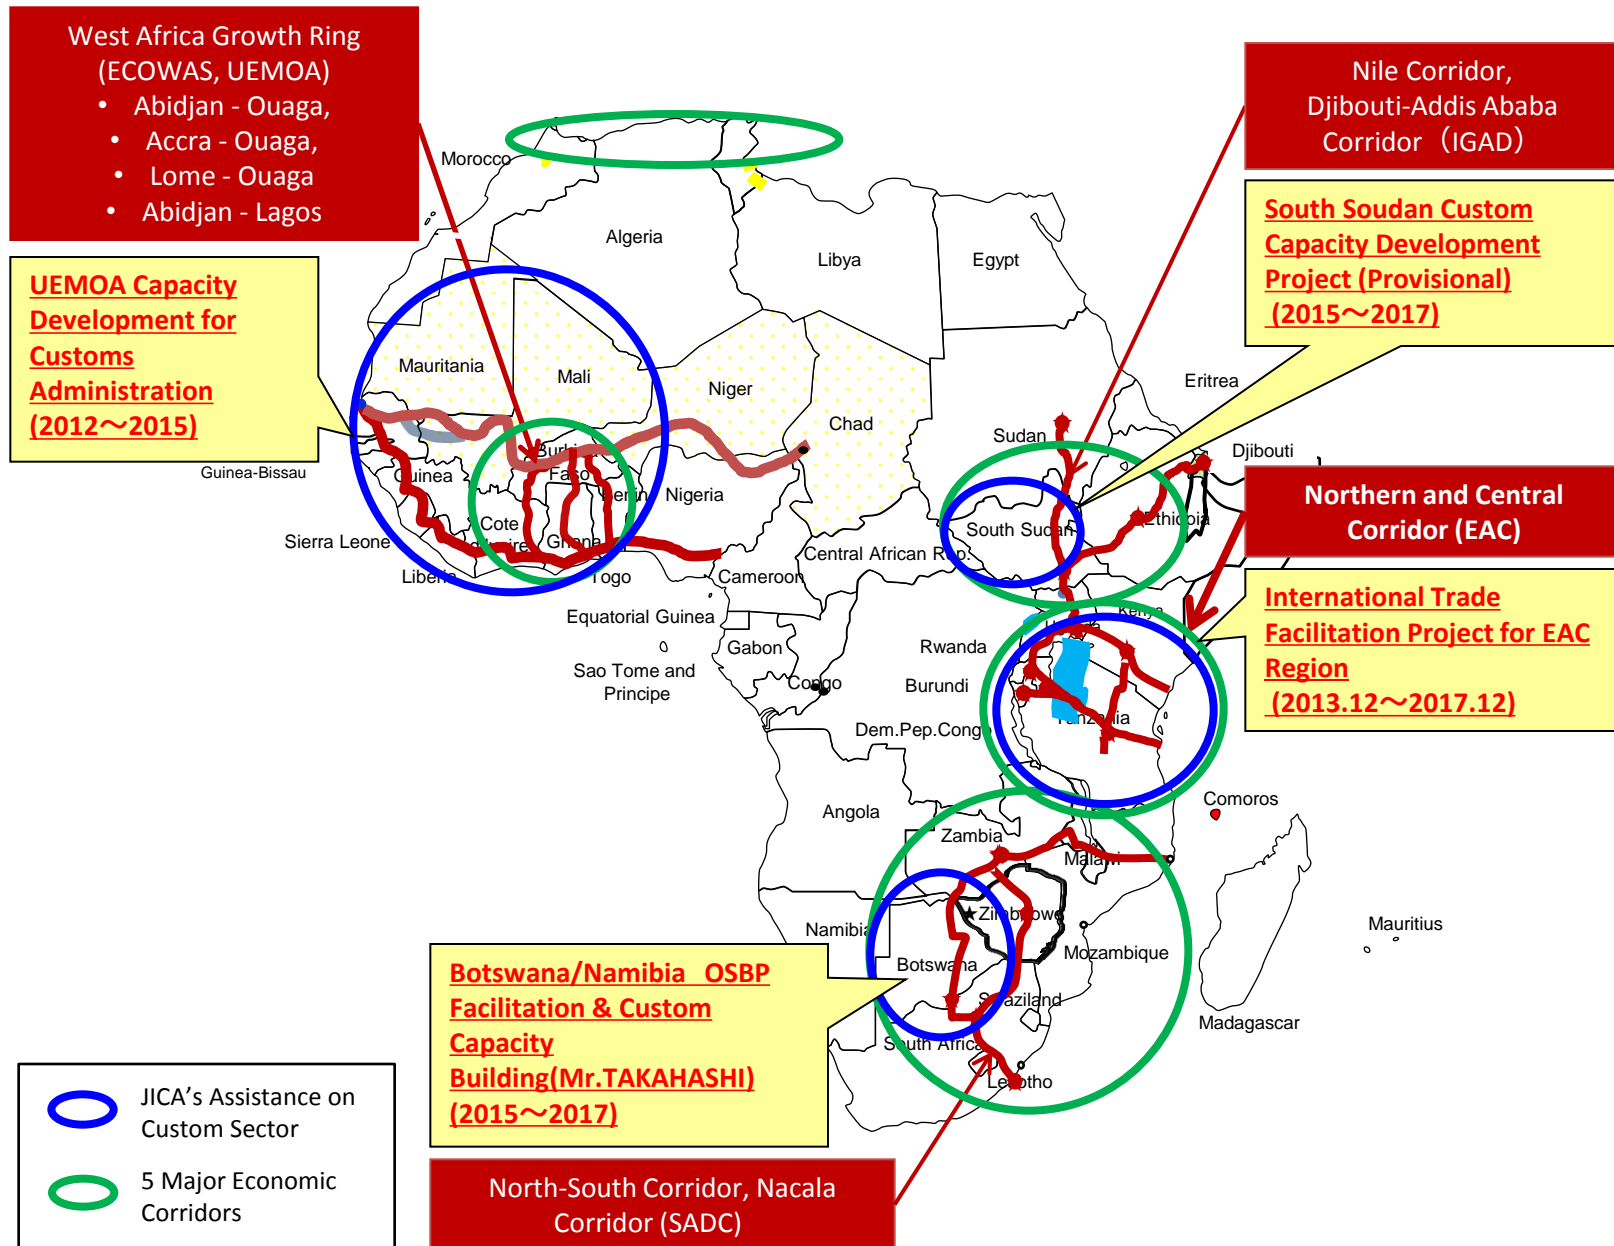 West Africa Growth Ring
(ECOWAS, UEMOA)
• Abidjan - Ouaga,
• Accra - Ouaga,
• Lome - Ouaga
• Abidjan - Lagos
Nile Corridor,
Djibouti-Addis Ababa
Corridor（IGAD）
South Soudan Custom
Capacity Development
Project (Provisional)
(2015～2017)
UEMOA Capacity
Development for
Customs
Administration
(2012～2015)
Northern and Central
Corridor (EAC)
International Trade
Facilitation Project for EAC
Region
(2013.12～2017.12)
Botswana/Namibia OSBP
Facilitation & Custom
Capacity
Building(Mr.TAKAHASHI)
(2015～2017)
North-South Corridor, Nacala
Corridor (SADC)
JICA's Assistance on
Custom Sector
5 Major Economic
Corridors
Morocco
Algeria
Libya
Egypt
Mauritania
Mali
Niger
Chad
Sudan
Eritrea
Djibouti
Guinea-Bissau
Guinea
Burkina
Faso
Benin
Nigeria
Sierra Leone
Cote
d'Ivoire
Ghana
Liberia
Togo
Cameroon
Central African Rep.
South Sudan
Ethiopia
Equatorial Guinea
Gabon
Sao Tome and
Principe
Congo
Rwanda
Burundi
Dem.Pep.Congo
Uganda
Kenya
Tanzania
Comoros
Angola
Zambia
Malawi
Zimbabwe
Namibia
Botswana
Mozambique
Mauritius
Madagascar
Swaziland
South Africa
Lesotho